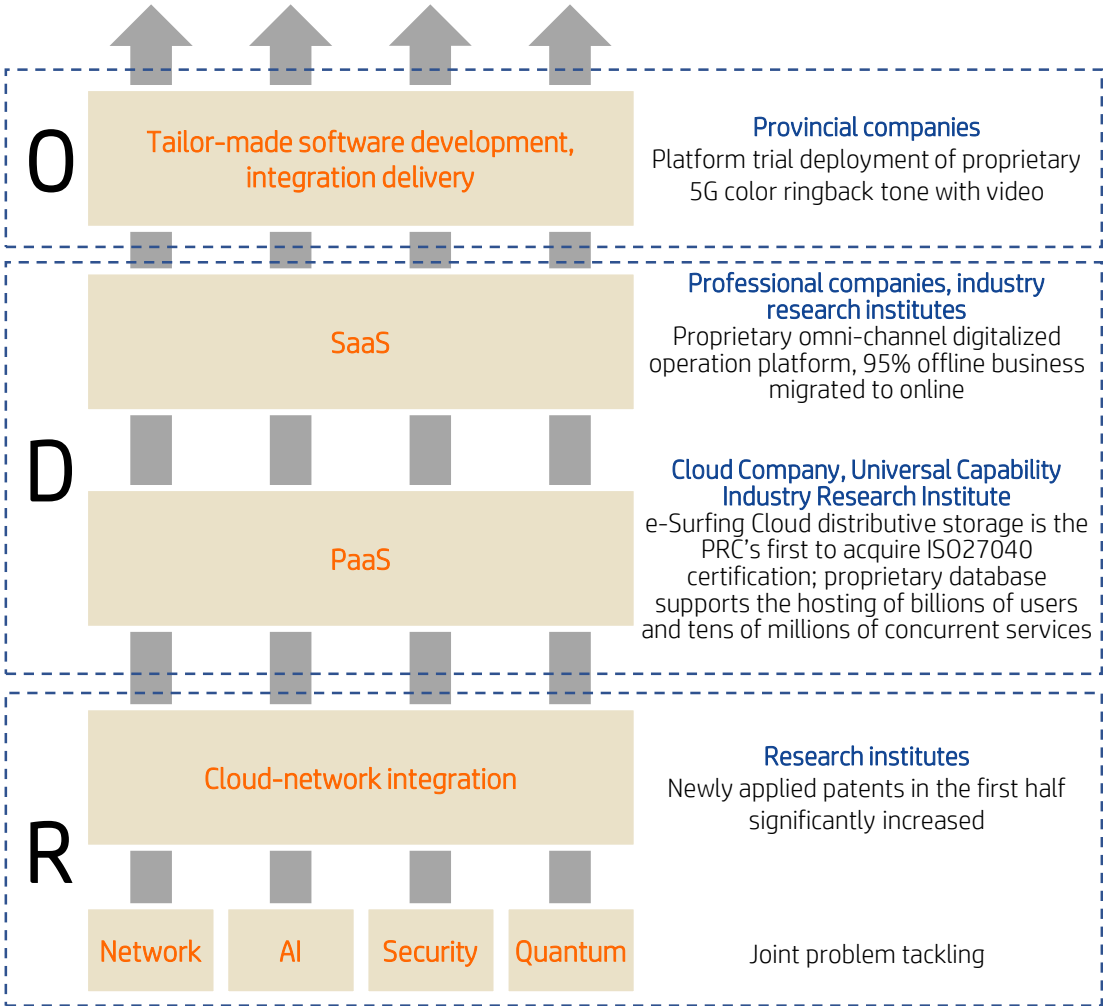 O
Tailor-made software development,
integration delivery
Provincial companies
Platform trial deployment of proprietary
5G color ringback tone with video
D
SaaS
Professional companies, industry
research institutes
Proprietary omni-channel digitalized
operation platform, 95% offline business
migrated to online
PaaS
Cloud Company, Universal Capability
Industry Research Institute
e-Surfing Cloud distributive storage is the
PRC’s first to acquire ISO27040
certification; proprietary database
supports the hosting of billions of users
and tens of millions of concurrent services
R
Cloud-network integration
Research institutes
Newly applied patents in the first half
significantly increased
Network AI Security Quantum
Joint problem tackling